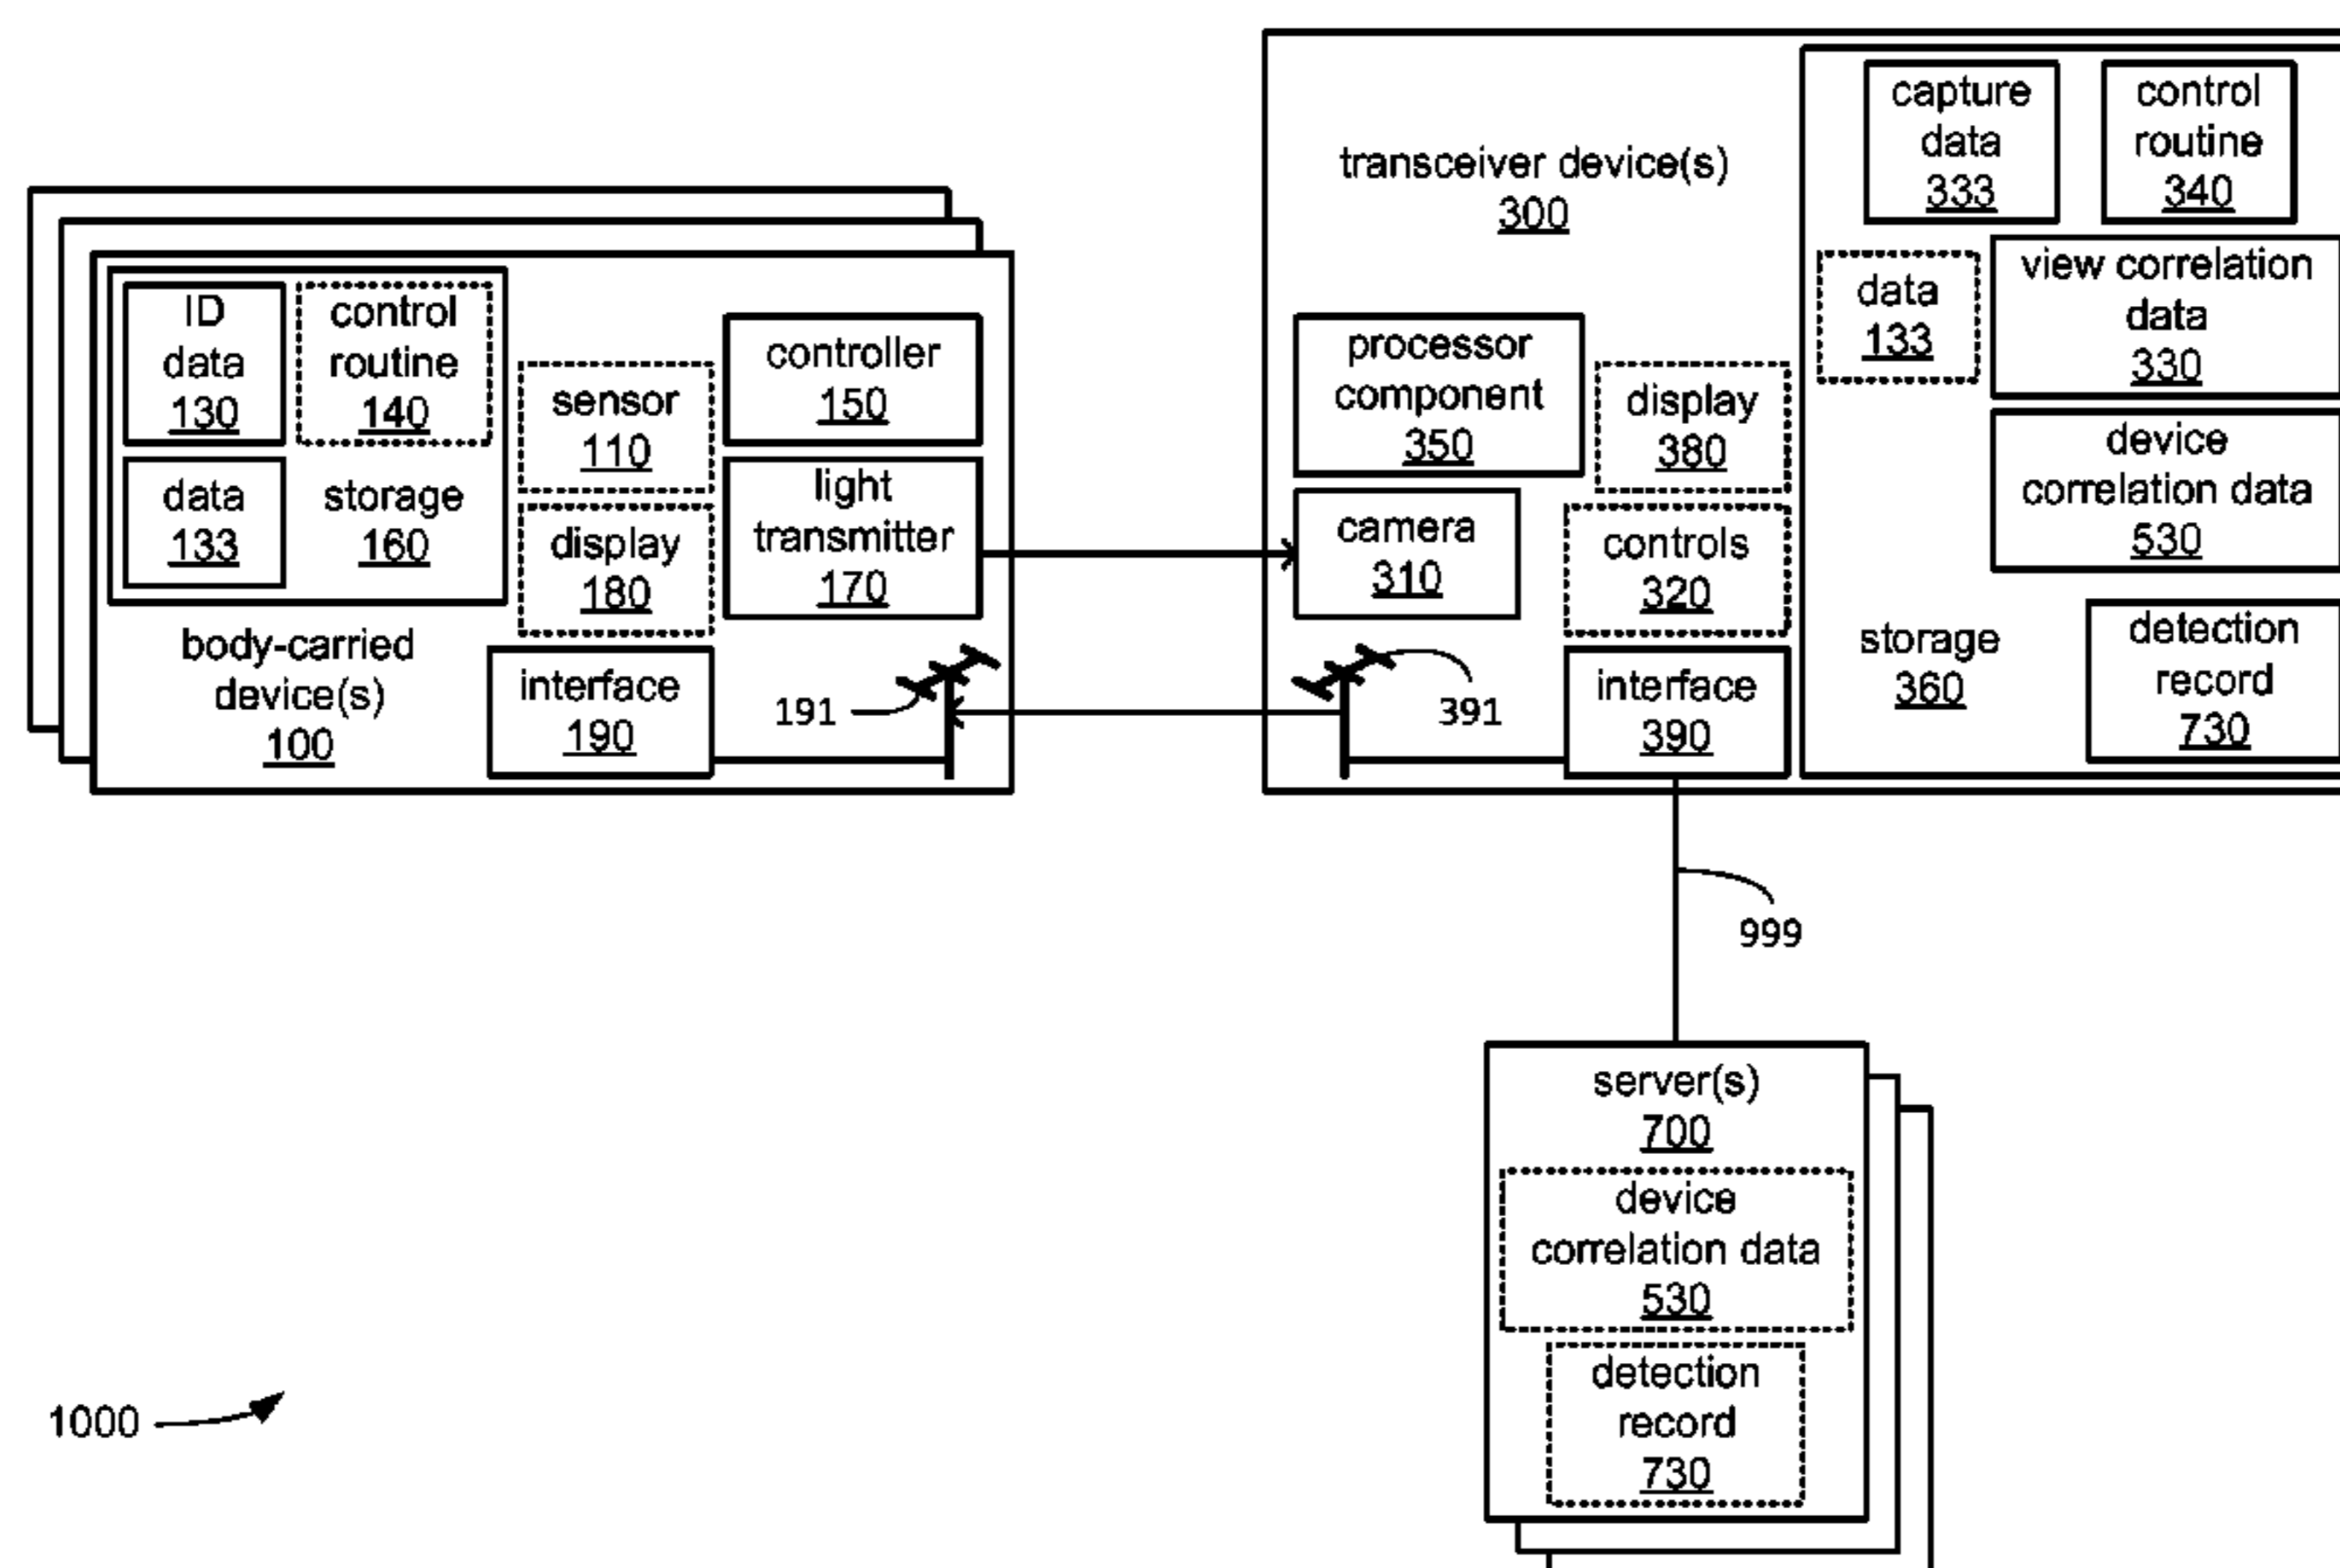 ID
data
130
control
routine
140
data
133
storage
160
sensor
110
display
180
controller
150
light
transmitter
170
body-carried
device(s)
100
interface
190
191
transceiver device(s)
300
processor
component
350
display
380
camera
310
controls
320
391
interface
390
capture
data
333
control
routine
340
data
133
view correlation
data
330
device
correlation data
530
storage
360
detection
record
730
999
server(s)
700
device
correlation data
530
detection
record
730
1000